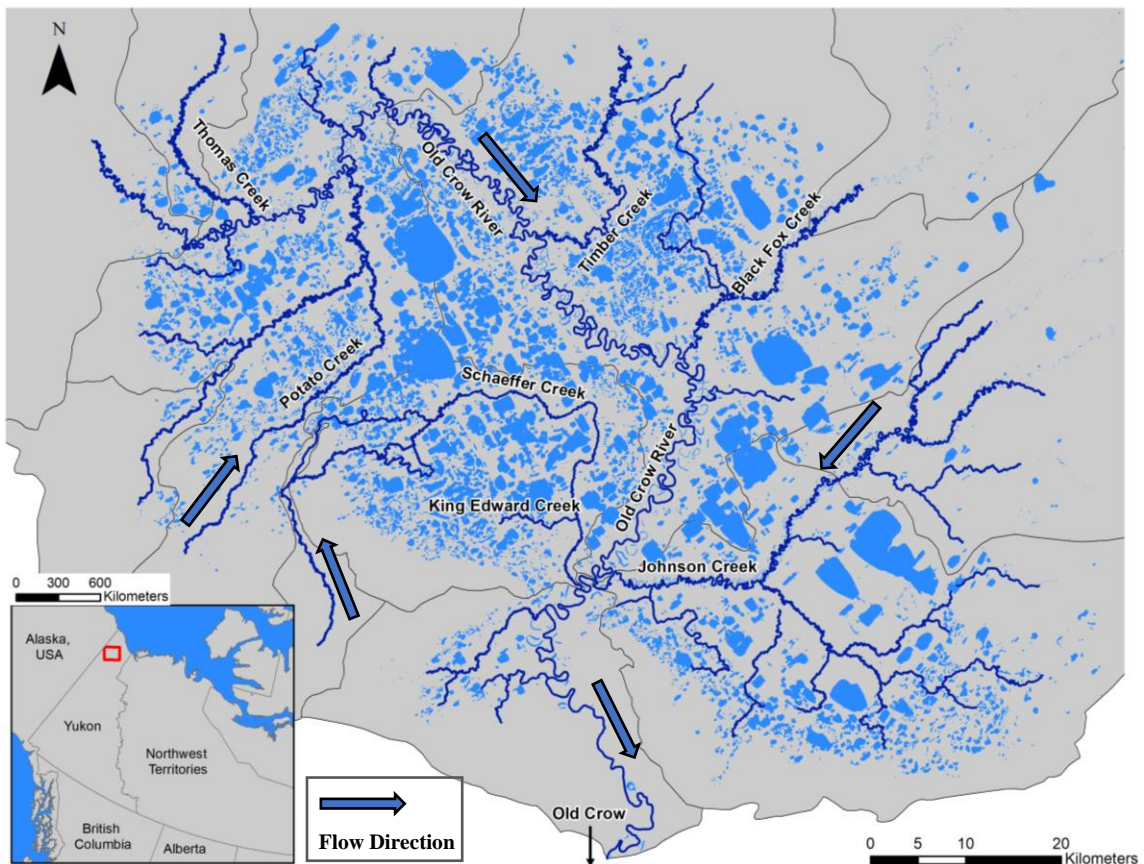 N
Thomas Creek
Old Crow River
Timber Creek
Black Fox Creek
Potato Creek
Schaeffer Creek
Old Crow River
King Edward Creek
Johnson Creek
0 300 600
Kilometers
Alaska,
USA
Yukon
Northwest
Territories
British
Columbia
Alberta
Flow Direction
Old Crow
0 5 10 20
Kilometers